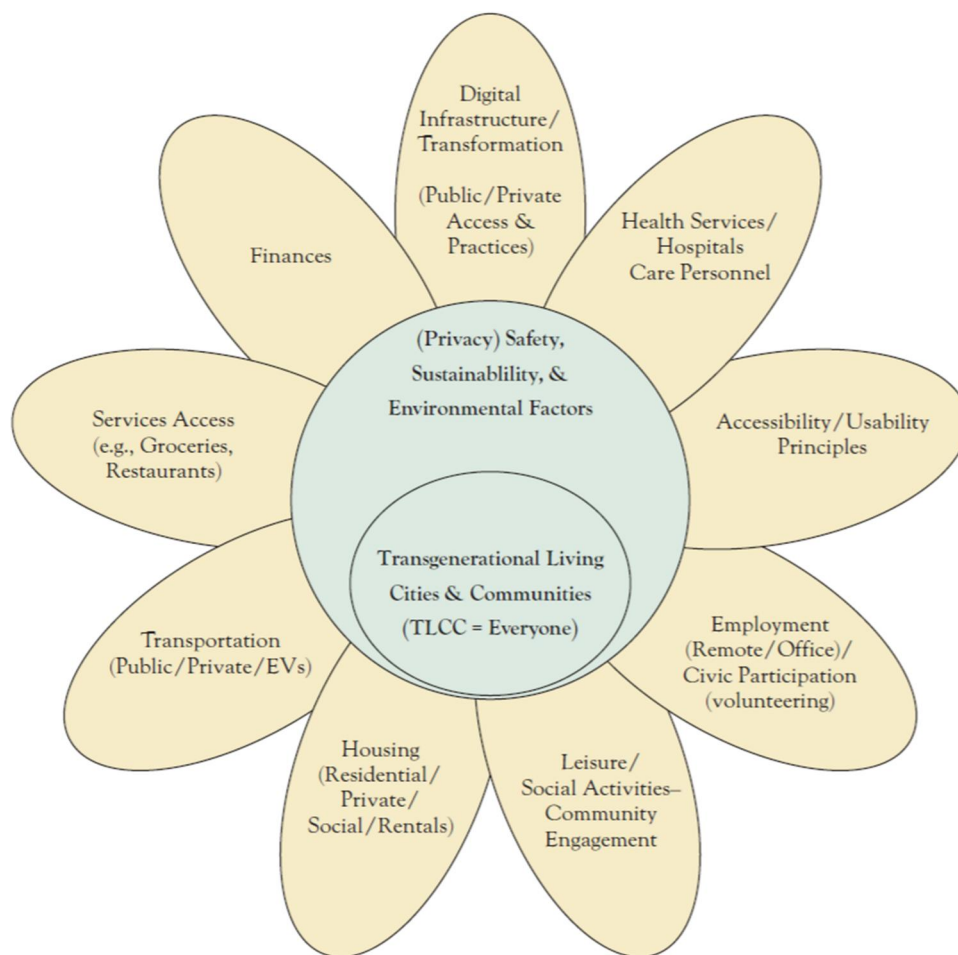 Digital
Infrastructure/
Transformation
(Public/Private
Access &
Practices)
Health Services/
Hospitals
Care Personnel
Accessibility/Usability
Principles
Employment
(Remote/Office)/
Civic Participation
(volunteering)
Leisure/
Social Activities–
Community
Engagement
Housing
(Residential/
Private/
Social/Rentals)
Transportation
(Public/Private/EVs)
Services Access
(e.g., Groceries,
Restaurants)
Finances
(Privacy) Safety,
Sustainablility, &
Environmental Factors
Transgenerational Living
Cities & Communities
(TLCC = Everyone)